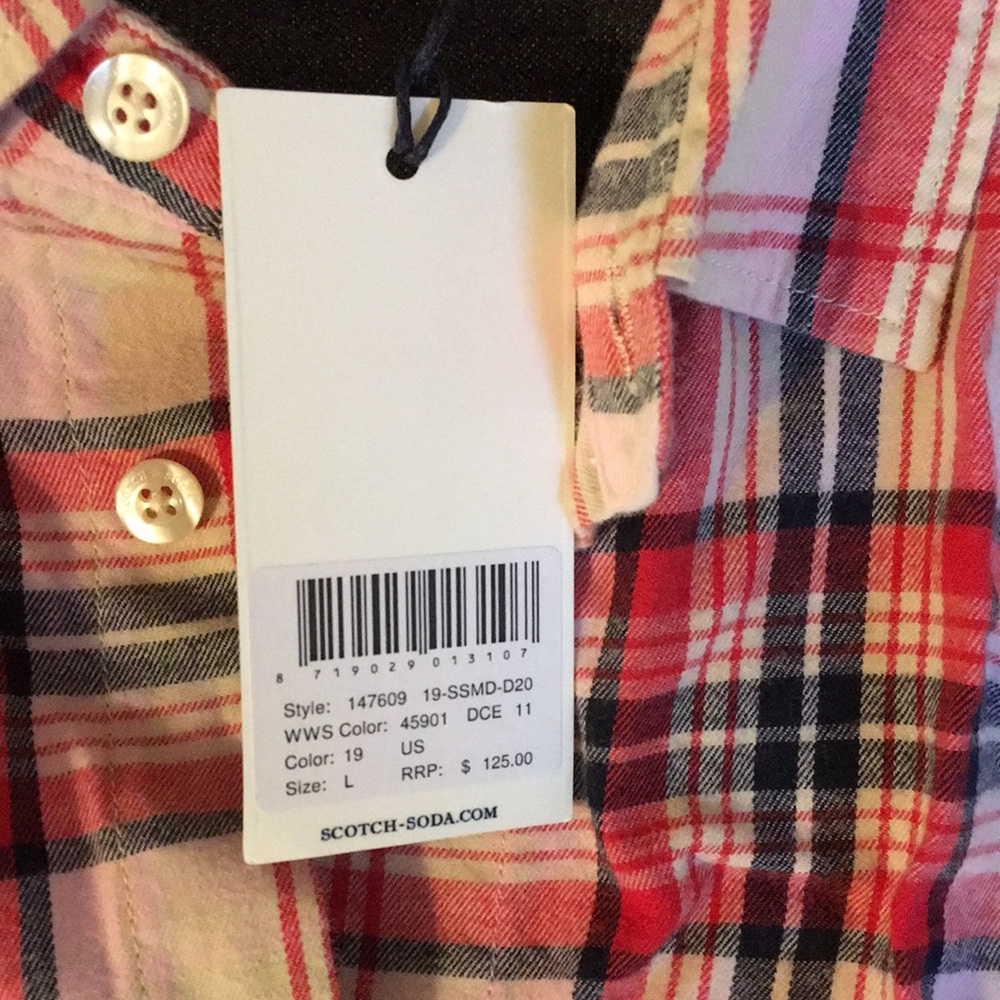 8 719029 013107
Style: 147609 19-SSMD-D20
WWS Color: 45901 DCE 11
Color: 19 US
Size: L RRP: $ 125.00
SCOTCH-SODA.COM